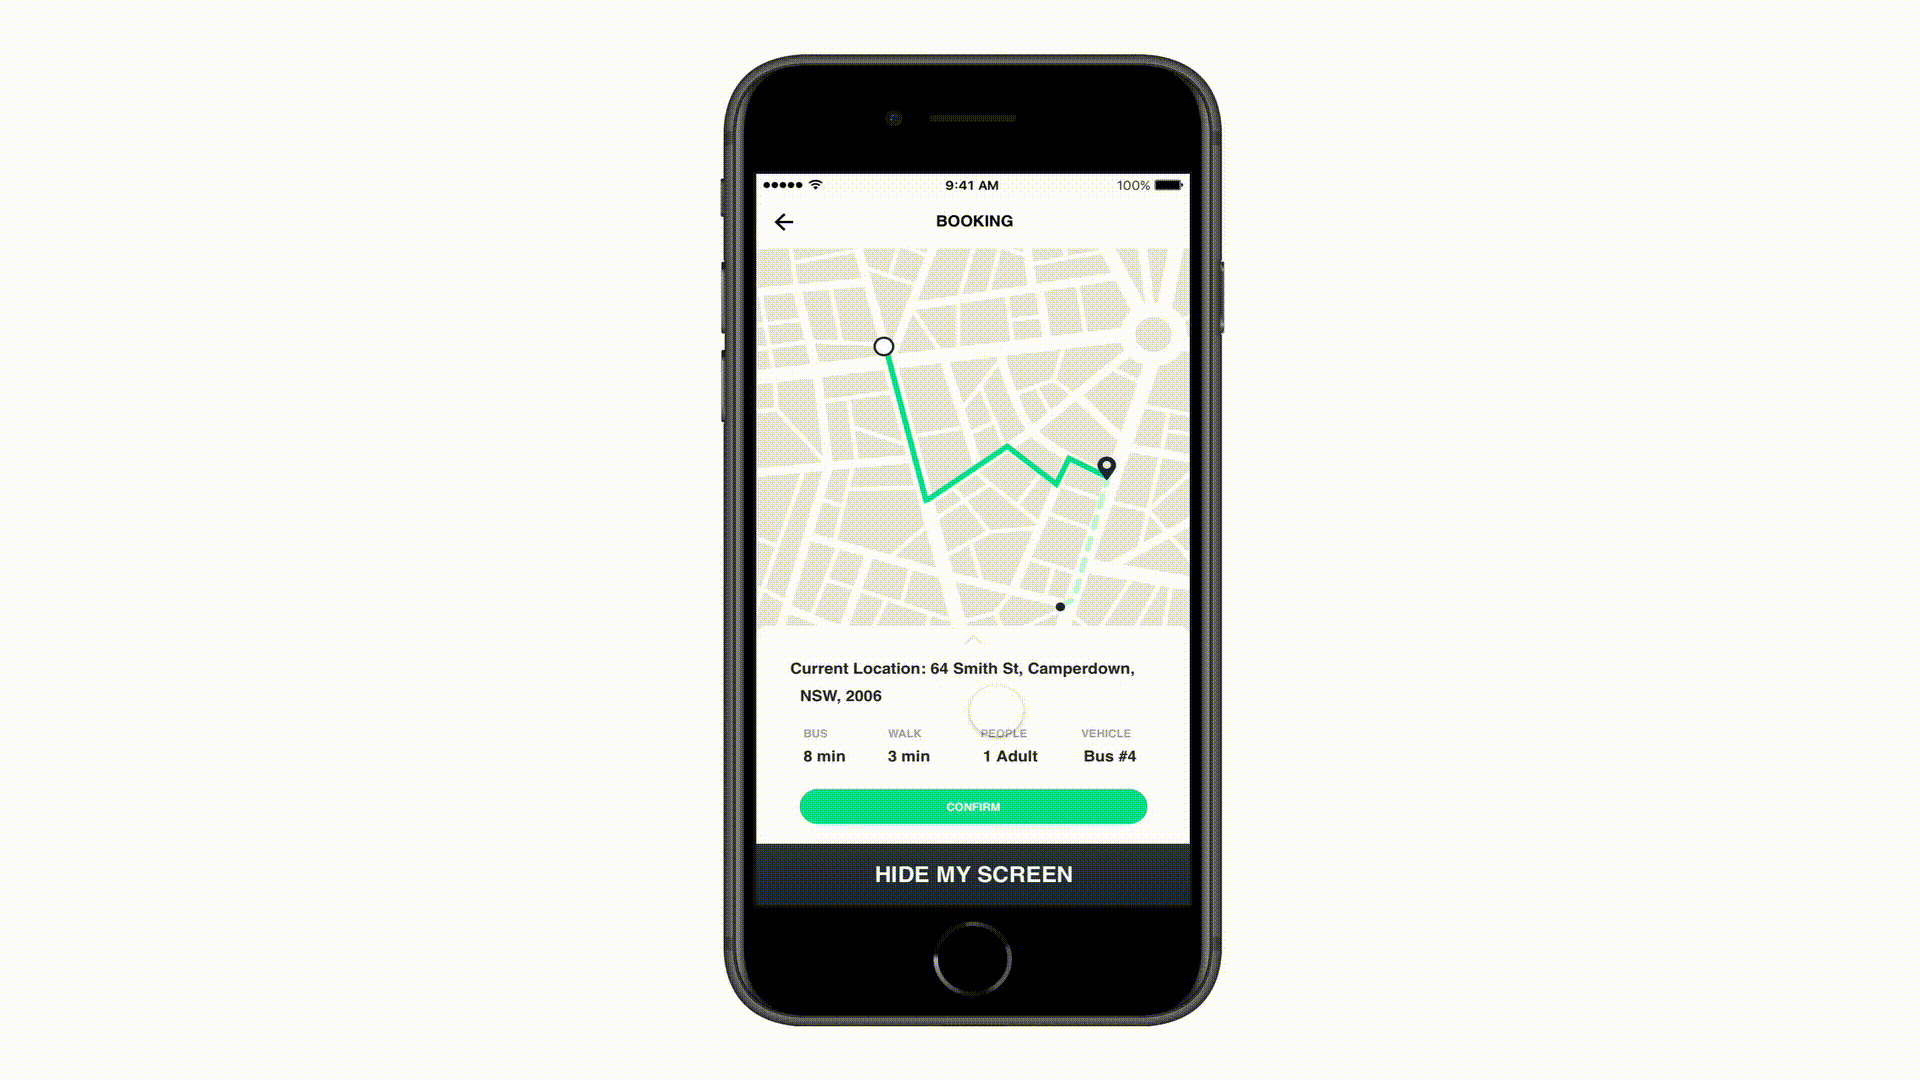 9:41 AM 100%
BOOKING
Current Location: 64 Smith St, Camperdown,
NSW, 2006
BUS WALK PEOPLE VEHICLE
8 min 3 min 1 Adult Bus #4
CONFIRM
HIDE MY SCREEN